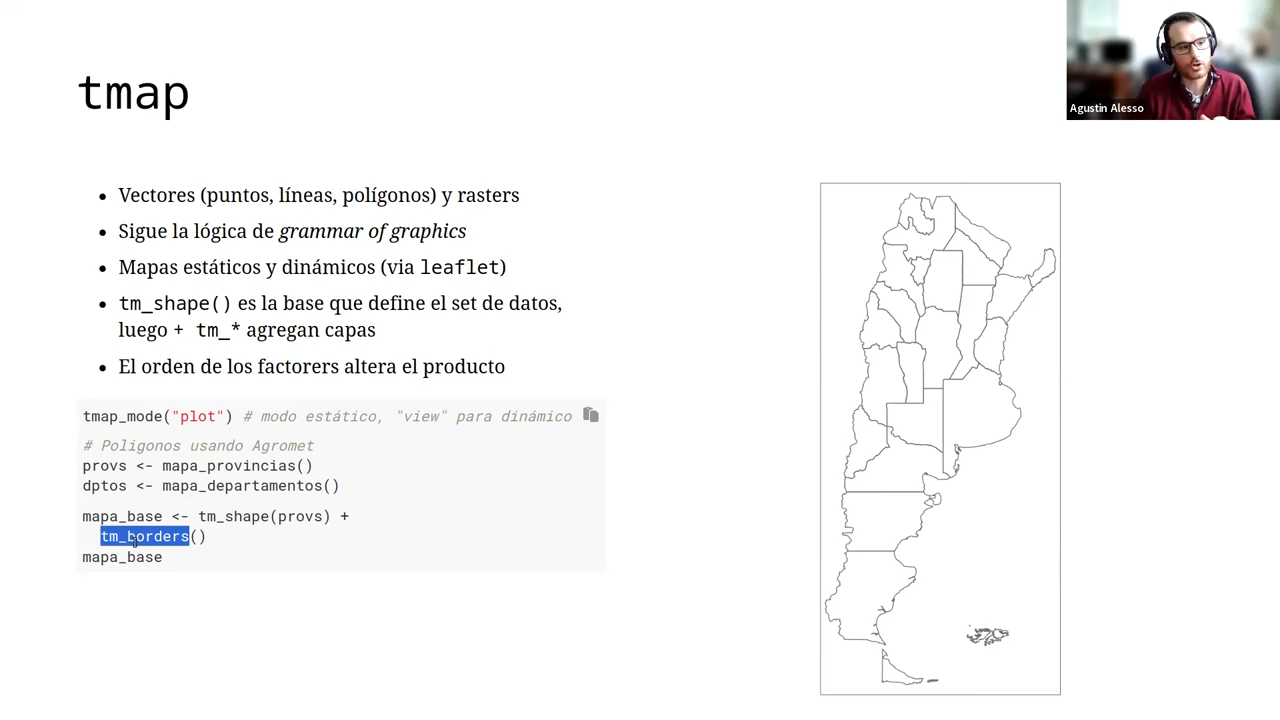 tmap
Agustin Alesso
• Vectores (puntos, líneas, polígonos) y rasters
• Sigue la lógica de grammar of graphics
• Mapas estáticos y dinámicos (via leaflet)
• tm_shape() es la base que define el set de datos,
luego + tm_* agregan capas
• El orden de los factorers altera el producto
tmap_mode("plot") # modo estático, "view" para dinámico
# Poligonos usando Agromet
provs <- mapa_provincias()
dptos <- mapa_departamentos()
mapa_base <- tm_shape(provs) +
tm_borders()
mapa_base